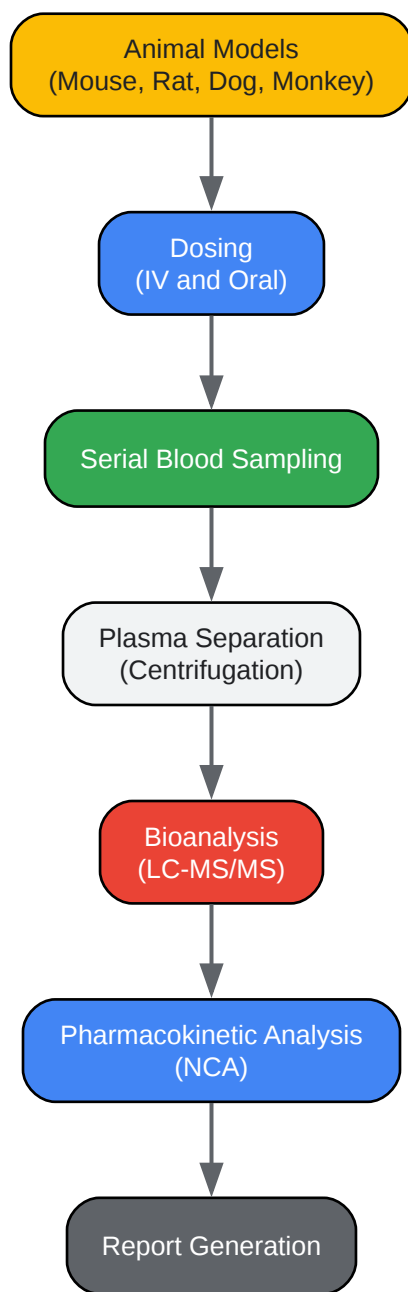 Animal Models
(Mouse, Rat, Dog, Monkey)
Dosing
(IV and Oral)
Serial Blood Sampling
Plasma Separation
(Centrifugation)
Bioanalysis
(LC-MS/MS)
Pharmacokinetic Analysis
(NCA)
Report Generation